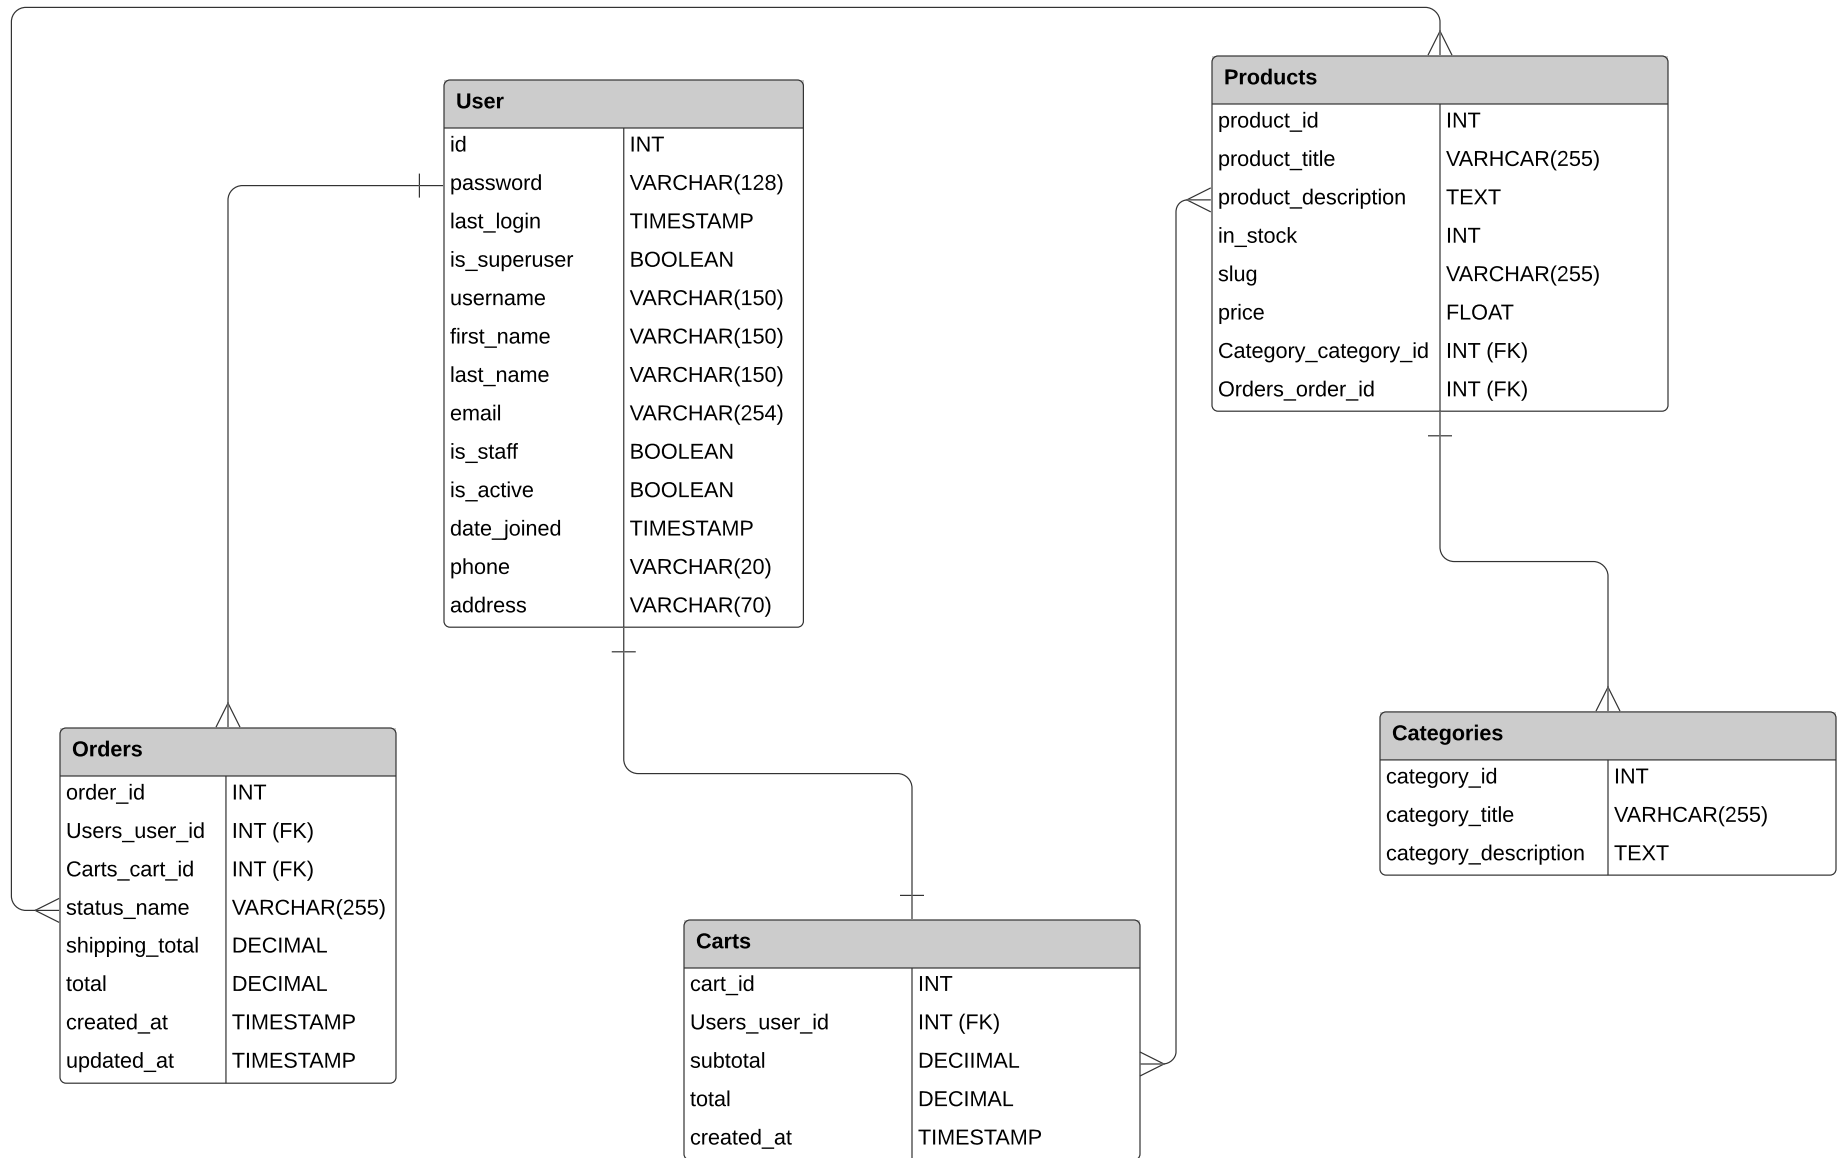 User
id INT
password VARCHAR(128)
last_login TIMESTAMP
is_superuser BOOLEAN
username VARCHAR(150)
first_name VARCHAR(150)
last_name VARCHAR(150)
email VARCHAR(254)
is_staff BOOLEAN
is_active BOOLEAN
date_joined TIMESTAMP
phone VARCHAR(20)
address VARCHAR(70)
Products
product_id INT
product_title VARHCAR(255)
product_description TEXT
in_stock INT
slug VARCHAR(255)
price FLOAT
Category_category_id INT (FK)
Orders_order_id INT (FK)
Orders
order_id INT
Users_user_id INT (FK)
Carts_cart_id INT (FK)
status_name VARCHAR(255)
shipping_total DECIMAL
total DECIMAL
created_at TIMESTAMP
updated_at TIMESTAMP
Carts
cart_id INT
Users_user_id INT (FK)
subtotal DECIIMAL
total DECIMAL
created_at TIMESTAMP
Categories
category_id INT
category_title VARHCAR(255)
category_description TEXT